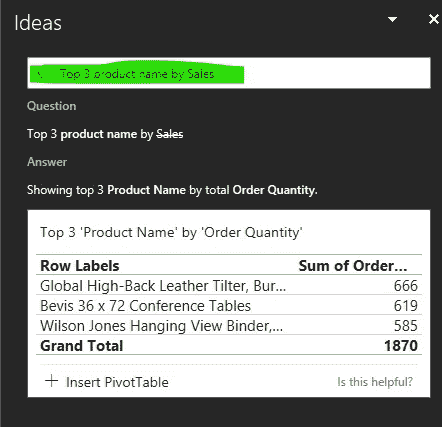 Ideas
Top 3 product name by Sales
Question
Top 3 product name by Sales
Answer
Showing top 3 Product Name by total Order Quantity.
Top 3 'Product Name' by 'Order Quantity'
Row Labels Sum of Order...
Global High-Back Leather Tilter, Bur... 666
Bevis 36 x 72 Conference Tables 619
Wilson Jones Hanging View Binder,... 585
Grand Total 1870
Insert PivotTable Is this helpful?